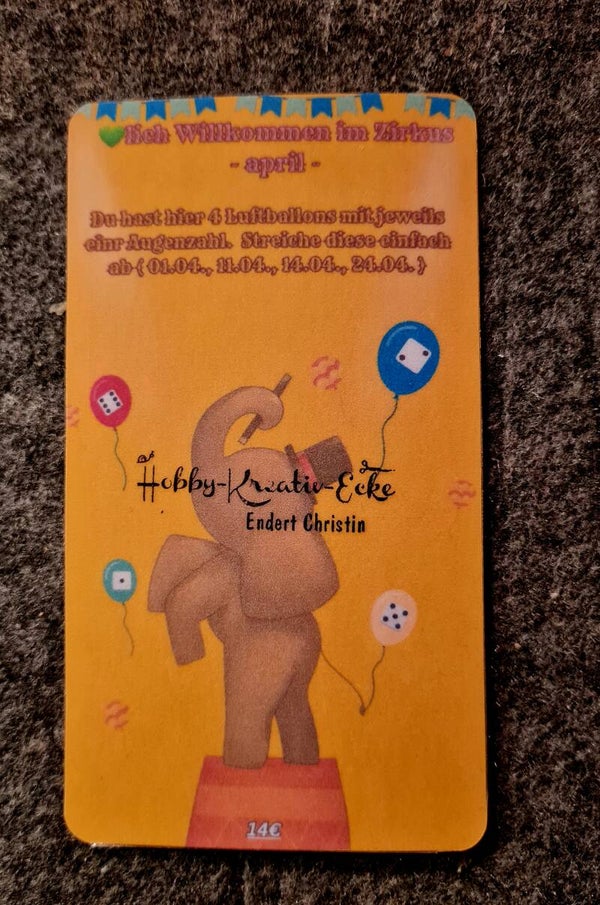 💚lich Willkommen im Zirkus
- april -
Du hast hier 4 Luftballons mit jeweils
einr Augenzahl. Streiche diese einfach
ab ( 01.04., 11.04., 14.04., 24.04. )
Hobby-Kreativ-Ecke
Endert Christin
14€